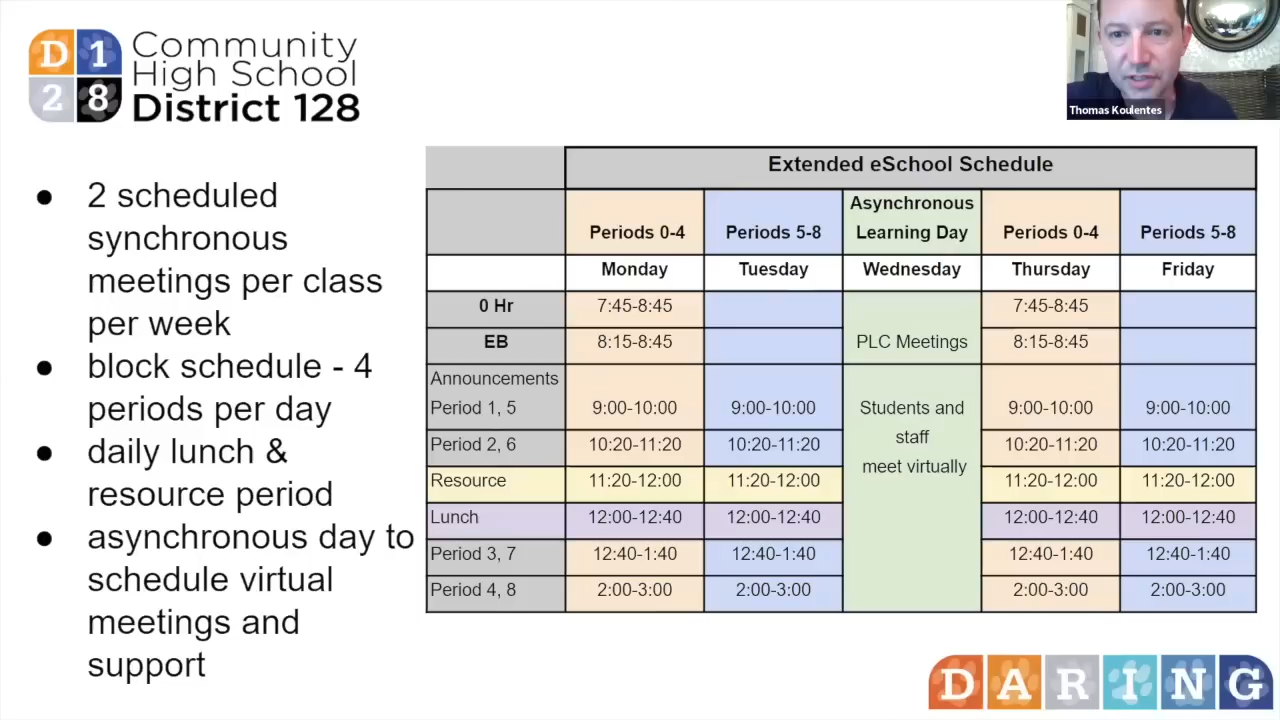 D1
28
Community
High School
District 128
Thomas Koulentes
● 2 scheduled
synchronous
meetings per class
per week
● block schedule - 4
periods per day
● daily lunch &
resource period
● asynchronous day to
schedule virtual
meetings and
support
Extended eSchool Schedule
Periods 0-4 Periods 5-8 Asynchronous Learning Day Periods 0-4 Periods 5-8
Monday Tuesday Wednesday Thursday Friday
0 Hr 7:45-8:45 7:45-8:45
EB 8:15-8:45 PLC Meetings 8:15-8:45
Announcements
Period 1, 5 9:00-10:00 9:00-10:00 Students and 9:00-10:00 9:00-10:00
staff
Period 2, 6 10:20-11:20 10:20-11:20 10:20-11:20 10:20-11:20
meet virtually
Resource 11:20-12:00 11:20-12:00 11:20-12:00 11:20-12:00
Lunch 12:00-12:40 12:00-12:40 12:00-12:40 12:00-12:40
Period 3, 7 12:40-1:40 12:40-1:40 12:40-1:40 12:40-1:40
Period 4, 8 2:00-3:00 2:00-3:00 2:00-3:00 2:00-3:00
DARING